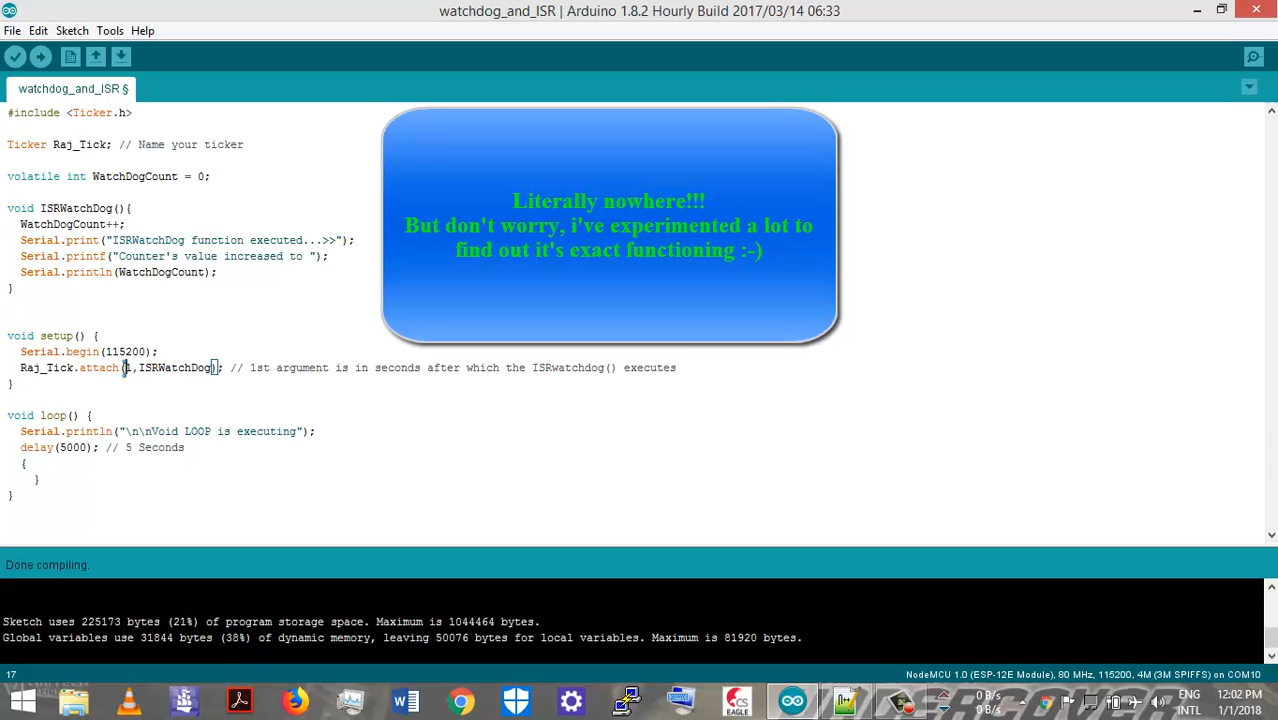 watchdog_and_ISR | Arduino 1.8.2 Hourly Build 2017/03/14 06:33
File Edit Sketch Tools Help
watchdog_and_ISR §
#include <Ticker.h>
Ticker Raj_Tick; // Name your ticker
volatile int WatchDogCount = 0;
void ISRWatchDog(){
WatchDogCount++;
Serial.print("ISRWatchDog function executed...>>");
Serial.printf("Counter's value increased to ");
Serial.println(WatchDogCount);
}
Literally nowhere!!!
But don't worry, i've experimented a lot to
find out it's exact functioning :-)
void setup() {
Serial.begin(115200);
Raj_Tick.attach(1,ISRWatchDog); // 1st argument is in seconds after which the ISRwatchdog() executes
}
void loop() {
Serial.println("\n\nVoid LOOP is executing");
delay(5000); // 5 Seconds
{
}
}
Done compiling.
Sketch uses 225173 bytes (21%) of program storage space. Maximum is 1044464 bytes.
Global variables use 31844 bytes (38%) of dynamic memory, leaving 50076 bytes for local variables. Maximum is 81920 bytes.
17
NodeMCU 1.0 (ESP-12E Module), 80 MHz, 115200, 4M (3M SPIFFS) on COM10
CS
EAGLE
0 B/s
0 B/s
ENG
INTL
12:02 PM
1/1/2018